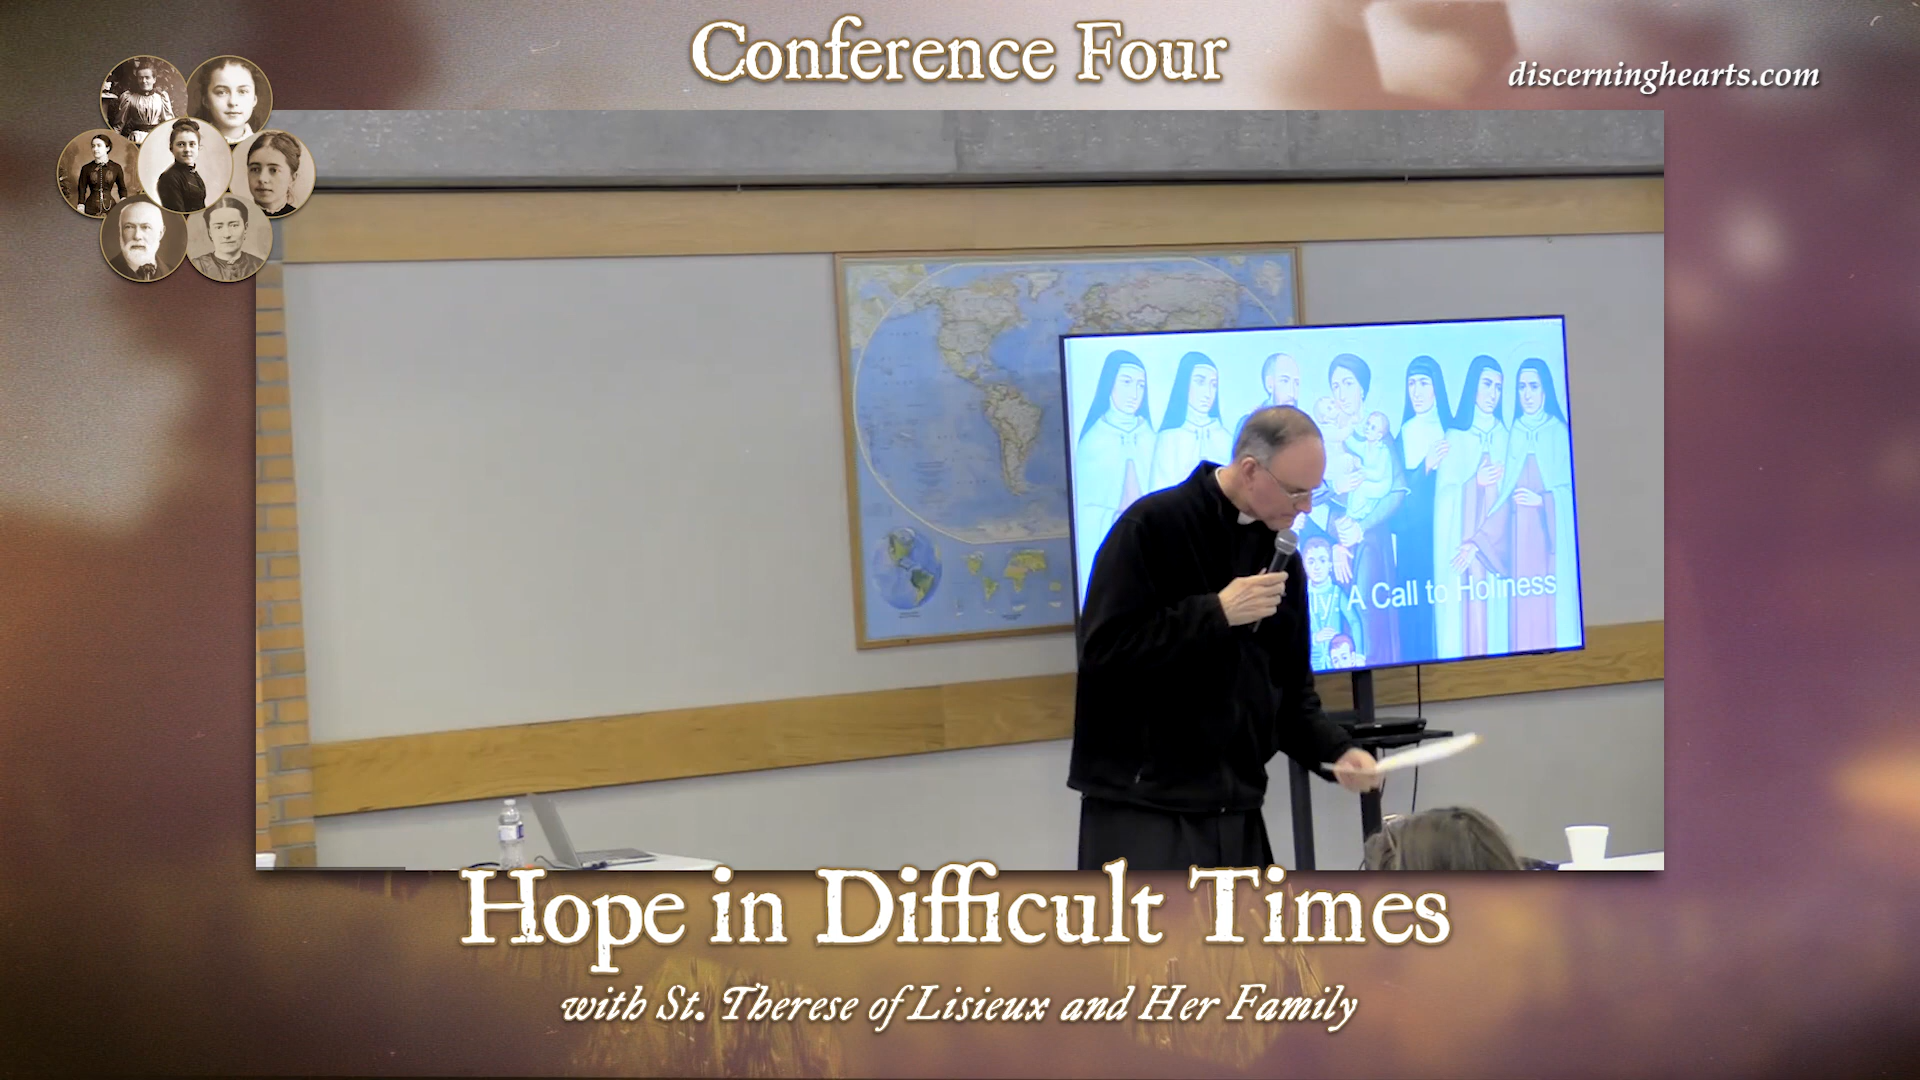 Conference Four
discerninghearts.com
A Call to Holiness
Hope in Difficult Times
with St. Therese of Lisieux and Her Family